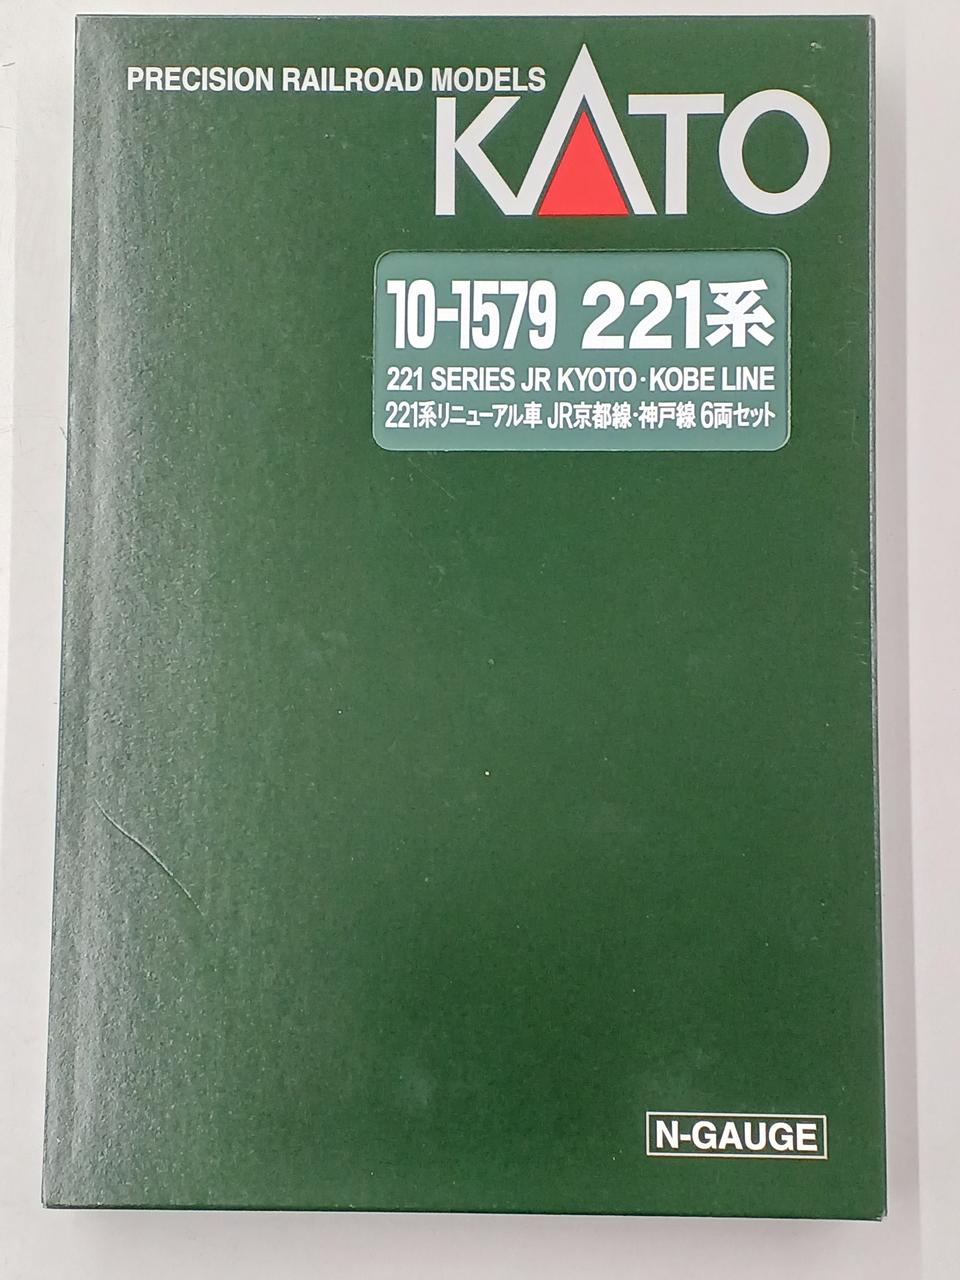 PRECISION RAILROAD MODELS
KATO
10-1579 221系
221 SERIES JR KYOTO・KOBE LINE
221系リニューアル車 JR京都線・神戸線 6両セット
N-GAUGE